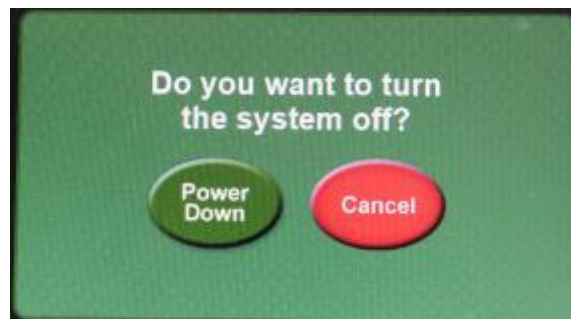 Do you want to turn
the system off?
Power
Down
Cancel